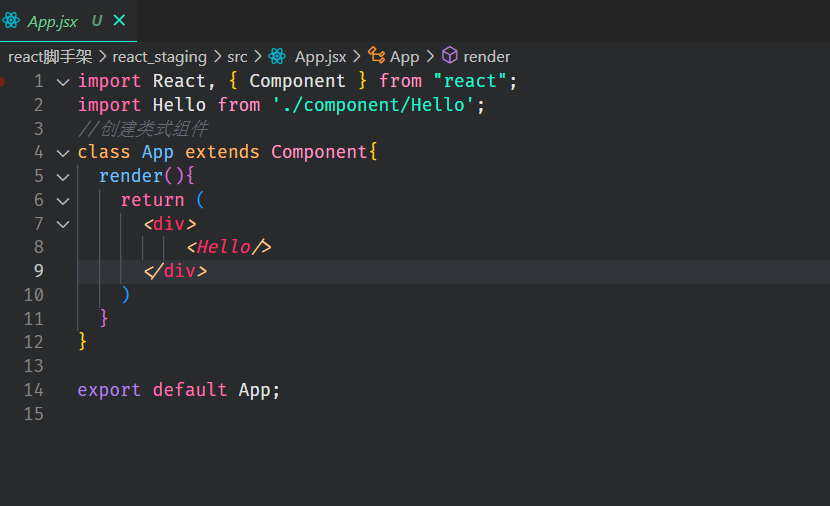 App.jsx U
react脚手架 > react_staging > src > App.jsx > App > render
1 import React, { Component } from "react";
2 import Hello from './component/Hello';
3 //创建类式组件
4 class App extends Component{
5 render(){
6 return (
7 <div>
8 <Hello/>
9 </div>
10 )
11 }
12 }
13
14 export default App;
15